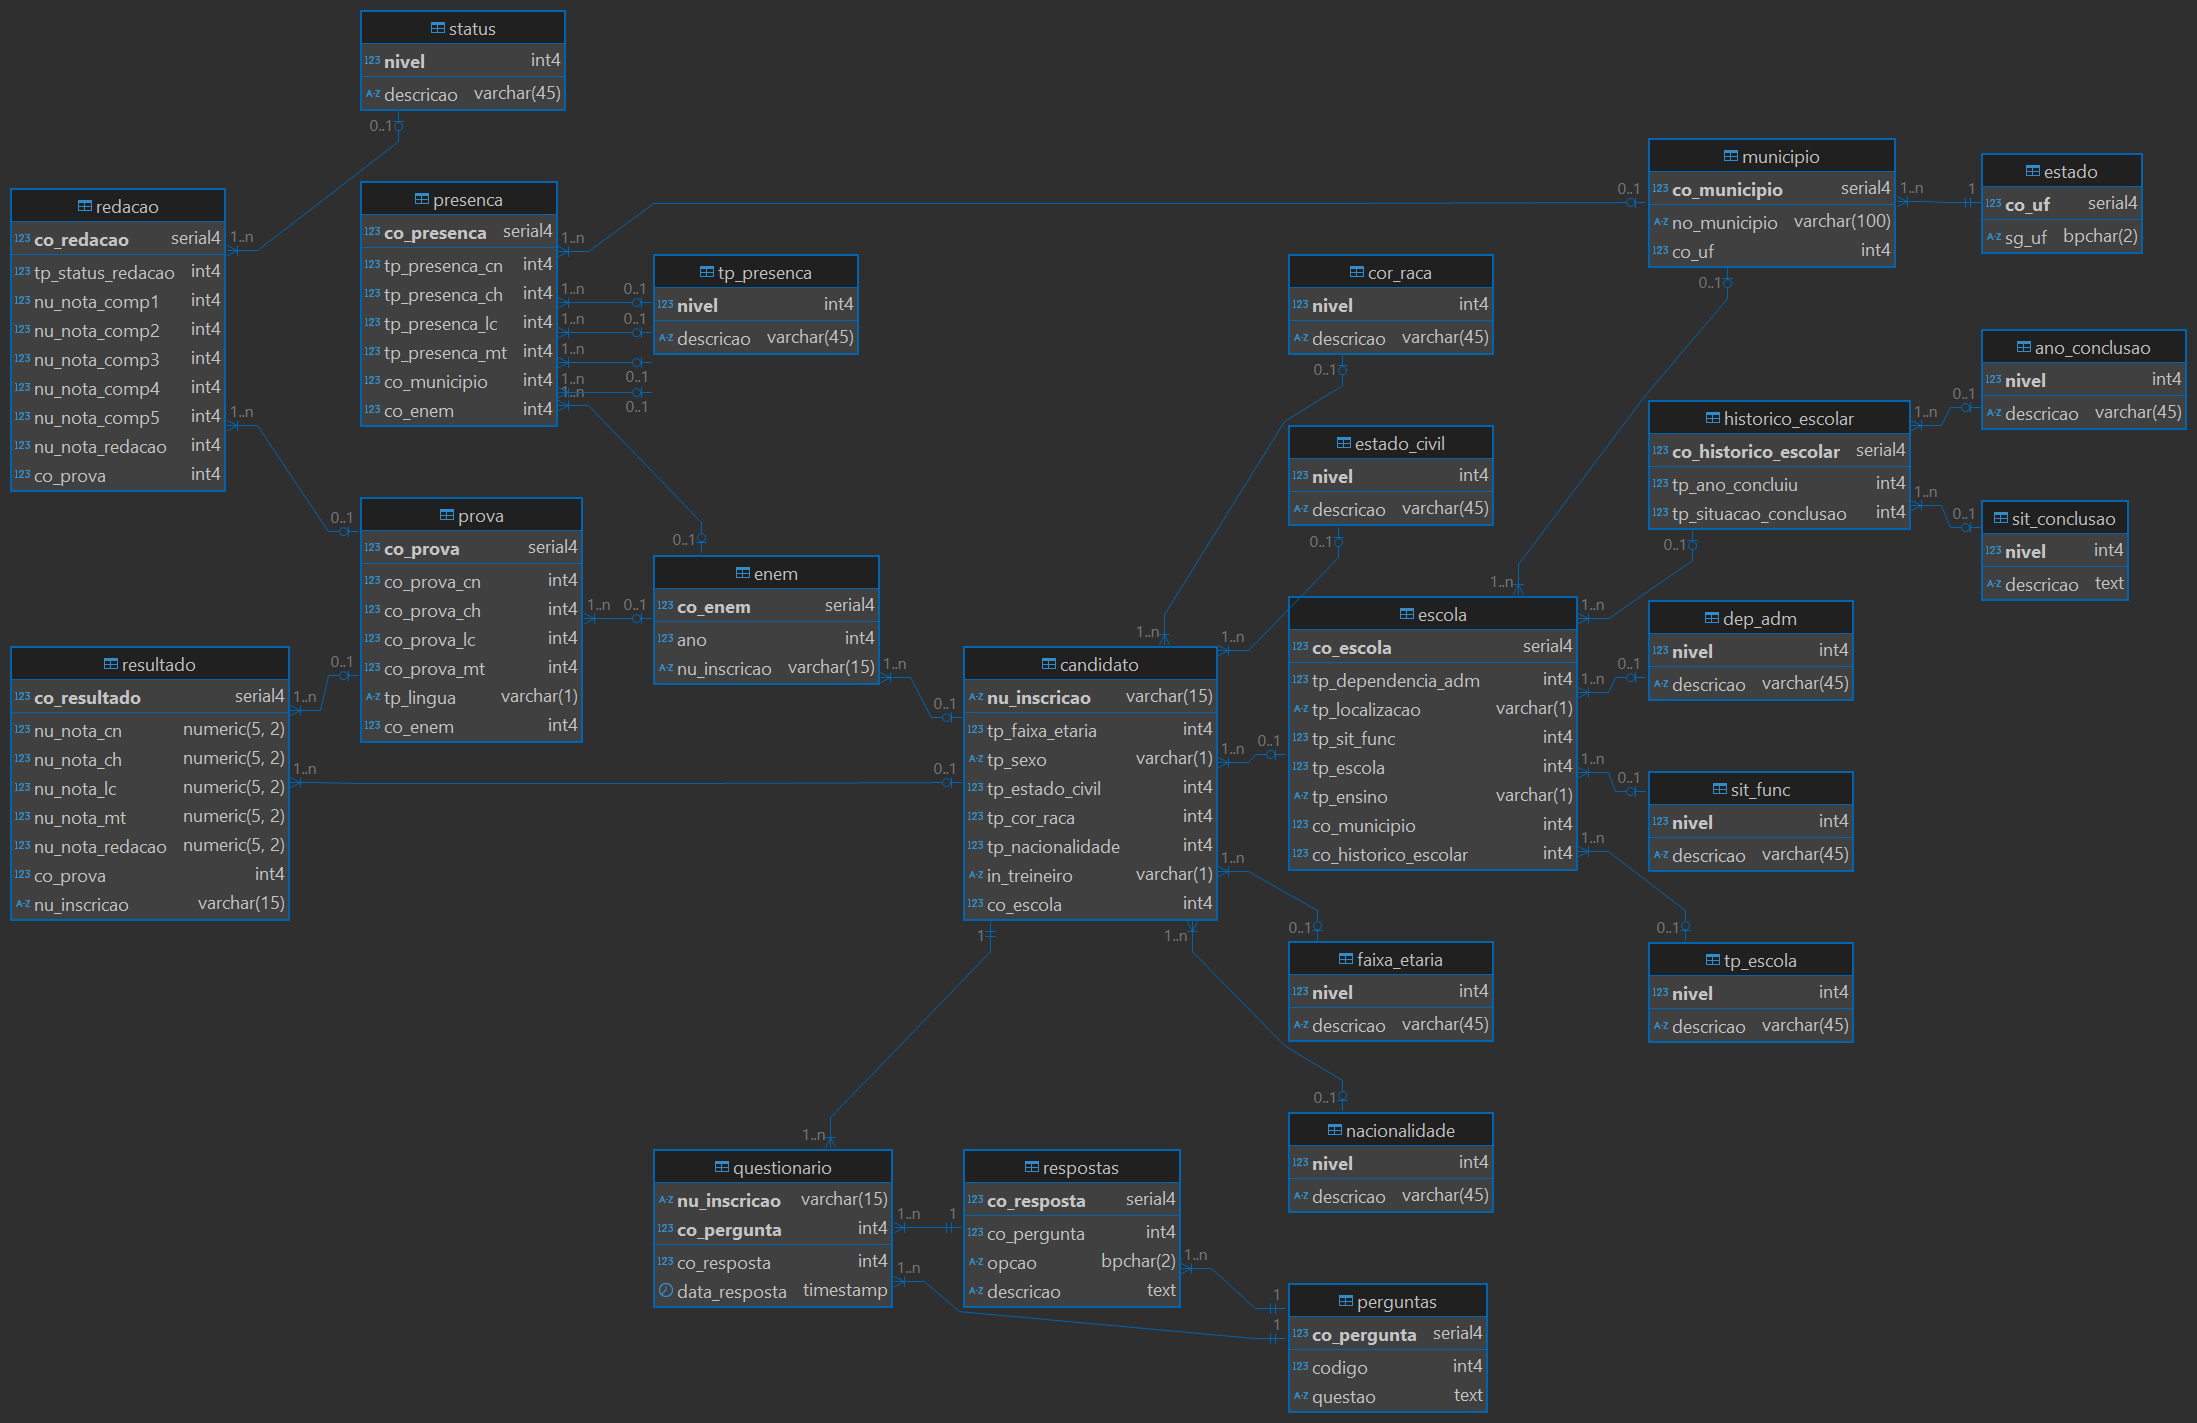 status
123 nivel int4
A-Z descricao varchar(45)
0..1
redacao
123 co_redacao serial4
123 tp_status_redacao int4
123 nu_nota_comp1 int4
123 nu_nota_comp2 int4
123 nu_nota_comp3 int4
123 nu_nota_comp4 int4
123 nu_nota_comp5 int4
123 nu_nota_redacao int4
123 co_prova int4
1..n
1..n
0..1
presenca
123 co_presenca serial4
123 tp_presenca_cn int4
123 tp_presenca_ch int4
123 tp_presenca_lc int4
123 tp_presenca_mt int4
123 co_municipio int4
123 co_enem int4
1..n
1..n 0..1
1..n 0..1
1..n 0..1
1..n 0..1
1..n
0..1
tp_presenca
123 nivel int4
A-Z descricao varchar(45)
0..1
municipio
123 co_municipio serial4
A-Z no_municipio varchar(100)
123 co_uf int4
1..n 1
0..1
estado
123 co_uf serial4
A-Z sg_uf bpchar(2)
cor_raca
123 nivel int4
A-Z descricao varchar(45)
0..1
ano_conclusao
123 nivel int4
A-Z descricao varchar(45)
historico_escolar
123 co_historico_escolar serial4
123 tp_ano_concluiu int4
123 tp_situacao_conclusao int4
1..n 0..1
1..n 0..1
0..1
estado_civil
123 nivel int4
A-Z descricao varchar(45)
0..1
sit_conclusao
123 nivel int4
A-Z descricao text
prova
123 co_prova serial4
123 co_prova_cn int4
123 co_prova_ch int4
123 co_prova_lc int4
123 co_prova_mt int4
A-Z tp_lingua varchar(1)
123 co_enem int4
1..n 0..1
enem
123 co_enem serial4
123 ano int4
A-Z nu_inscricao varchar(15)
1..n
0..1
resultado
123 co_resultado serial4
123 nu_nota_cn numeric(5, 2)
123 nu_nota_ch numeric(5, 2)
123 nu_nota_lc numeric(5, 2)
123 nu_nota_mt numeric(5, 2)
123 nu_nota_redacao numeric(5, 2)
123 co_prova int4
A-Z nu_inscricao varchar(15)
1..n 0..1
1..n 0..1
candidato
A-Z nu_inscricao varchar(15)
123 tp_faixa_etaria int4
A-Z tp_sexo varchar(1)
123 tp_estado_civil int4
123 tp_cor_raca int4
123 tp_nacionalidade int4
A-Z in_treineiro varchar(1)
123 co_escola int4
1..n
1..n
1..n 0..1
1..n
0..1
1
1..n
escola
123 co_escola serial4
123 tp_dependencia_adm int4
A-Z tp_localizacao varchar(1)
123 tp_sit_func int4
123 tp_escola int4
A-Z tp_ensino varchar(1)
123 co_municipio int4
123 co_historico_escolar int4
1..n
1..n
1..n 0..1
1..n 0..1
1..n
0..1
dep_adm
123 nivel int4
A-Z descricao varchar(45)
sit_func
123 nivel int4
A-Z descricao varchar(45)
faixa_etaria
123 nivel int4
A-Z descricao varchar(45)
tp_escola
123 nivel int4
A-Z descricao varchar(45)
0..1
nacionalidade
123 nivel int4
A-Z descricao varchar(45)
1..n
questionario
A-Z nu_inscricao varchar(15)
123 co_pergunta int4
123 co_resposta int4
data_resposta timestamp
1..n 1
1..n
respostas
123 co_resposta serial4
123 co_pergunta int4
A-Z opcao bpchar(2)
A-Z descricao text
1..n
1
1
perguntas
123 co_pergunta serial4
123 codigo int4
A-Z questao text